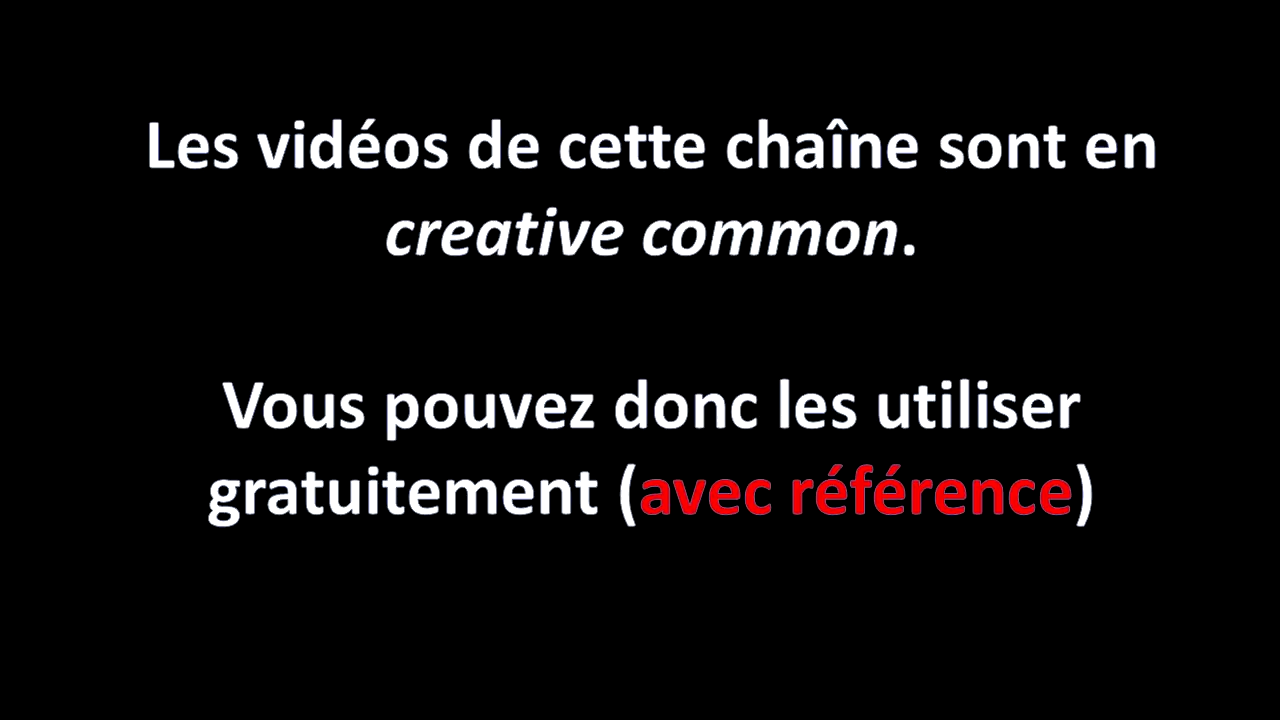 Les vidéos de cette chaîne sont en
creative common.
Vous pouvez donc les utiliser
gratuitement (avec référence)